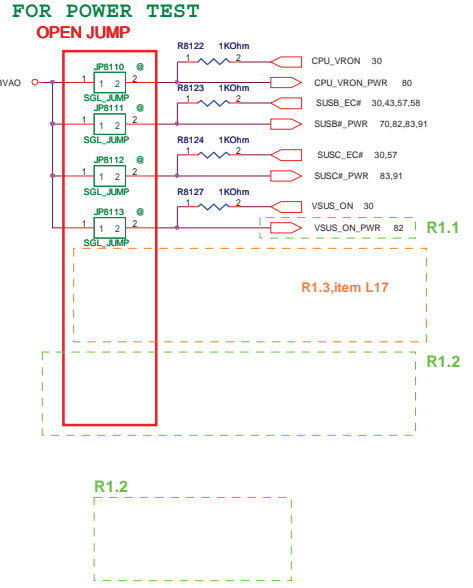 FOR POWER TEST
OPEN JUMP
R8122 1KOhm
1 2
CPU_VRON 30
JP8110 @
3VAO
1 1 2 2
CPU_VRON_PWR 80
SGL_JUMP
R8123 1KOhm
1 2
SUSB_EC# 30,43,57,58
JP8111 @
1 1 2 2
SUSB#_PWR 70,82,83,91
SGL_JUMP
R8124 1KOhm
1 2
SUSC_EC# 30,57
JP8112 @
1 1 2 2
SUSC#_PWR 83,91
SGL_JUMP
R8127 1KOhm
1 2
VSUS_ON 30
JP8113 @
1 1 2 2
VSUS_ON_PWR 82
R1.1
SGL_JUMP
R1.3,item L17
R1.2
R1.2